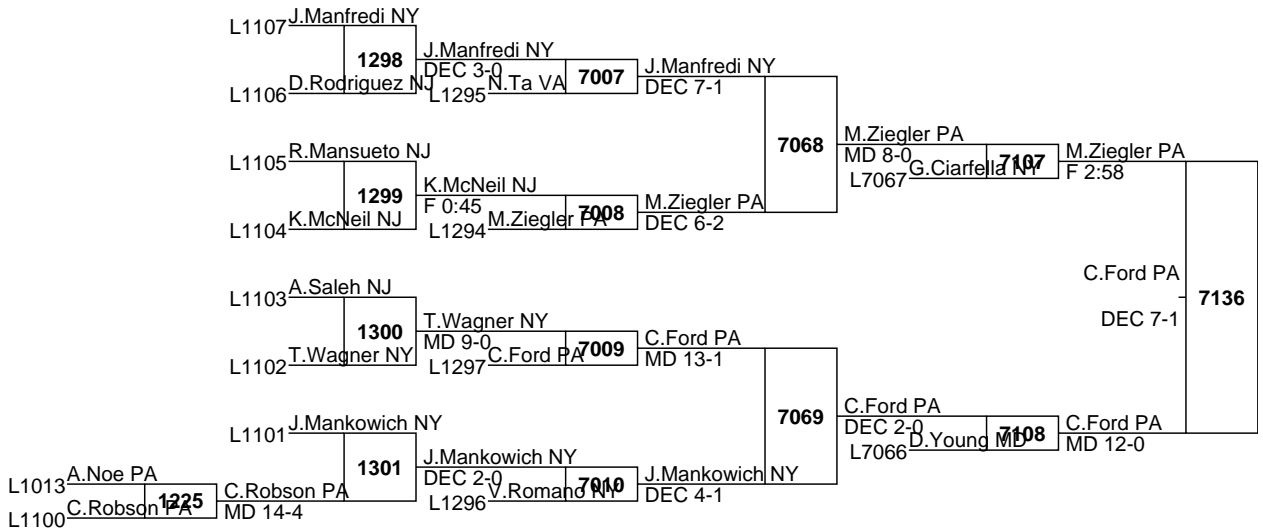 L1107 J.Manfredi NY
1298 J.Manfredi NY
DEC 3-0
L1106 D.Rodriguez NJ
L1295 N.Ta VA
7007 J.Manfredi NY
DEC 7-1
L1105 R.Mansueto NJ
1299 K.McNeil NJ
F 0:45
L1104 K.McNeil NJ
L1294 M.Ziegler PA
7008 M.Ziegler PA
DEC 6-2
7068 M.Ziegler PA
MD 8-0
L7067 G.Ciarfella NY
7107 M.Ziegler PA
F 2:58
L1103 A.Saleh NJ
1300 T.Wagner NY
MD 9-0
L1102 T.Wagner NY
L1297 C.Ford PA
7009 C.Ford PA
MD 13-1
L1101 J.Mankowich NY
1301 J.Mankowich NY
DEC 2-0
L1013 A.Noe PA
1225 C.Robson PA
MD 14-4
L1100 C.Robson PA
L1296 V.Romano NY
7010 J.Mankowich NY
DEC 4-1
7069 C.Ford PA
DEC 2-0
L7066 D.Young MD
7108 C.Ford PA
MD 12-0
C.Ford PA
7136
DEC 7-1